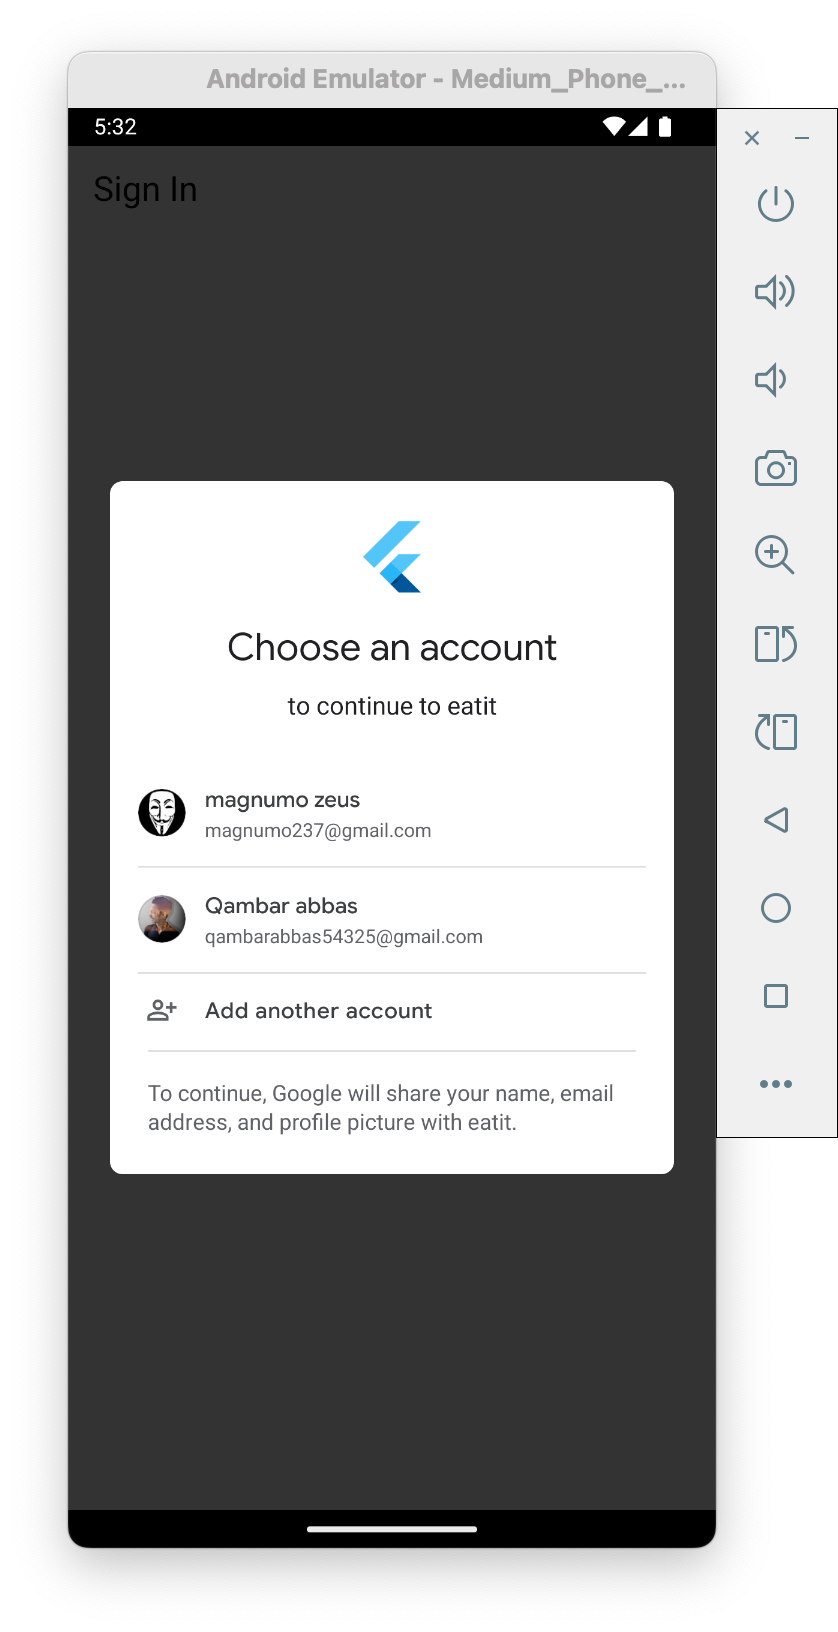 Android Emulator - Medium_Phone_...
5:32
Sign In
Choose an account
to continue to eatit
magnumo zeus
magnumo237@gmail.com
Qambar abbas
qambarabbas54325@gmail.com
Add another account
To continue, Google will share your name, email
address, and profile picture with eatit.